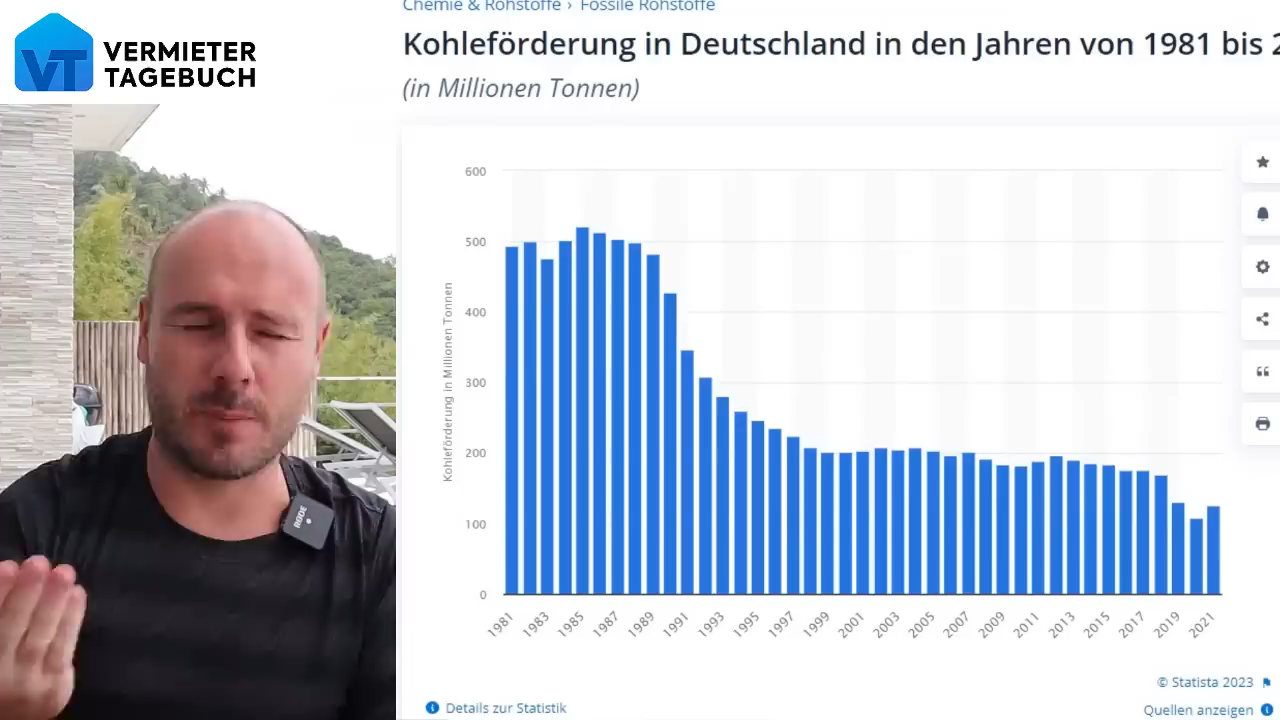 VERMIETER
TAGEBUCH
VT
Chemie & Rohstoffe › Fossile Rohstoffe
Kohleförderung in Deutschland in den Jahren von 1981 bis 2
(in Millionen Tonnen)
Kohleförderung in Millionen Tonnen
600
500
400
300
200
100
0
1981
1983
1985
1987
1989
1991
1993
1995
1997
1999
2001
2003
2005
2007
2009
2011
2013
2015
2017
2019
2021
RØDE
© Statista 2023
Details zur Statistik
Quellen anzeigen